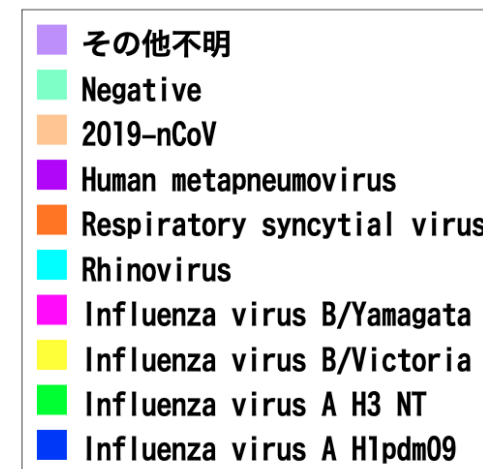 その他不明
Negative
2019-nCoV
Human metapneumovirus
Respiratory syncytial virus
Rhinovirus
Influenza virus B/Yamagata
Influenza virus B/Victoria
Influenza virus A H3 NT
Influenza virus A H1pdm09